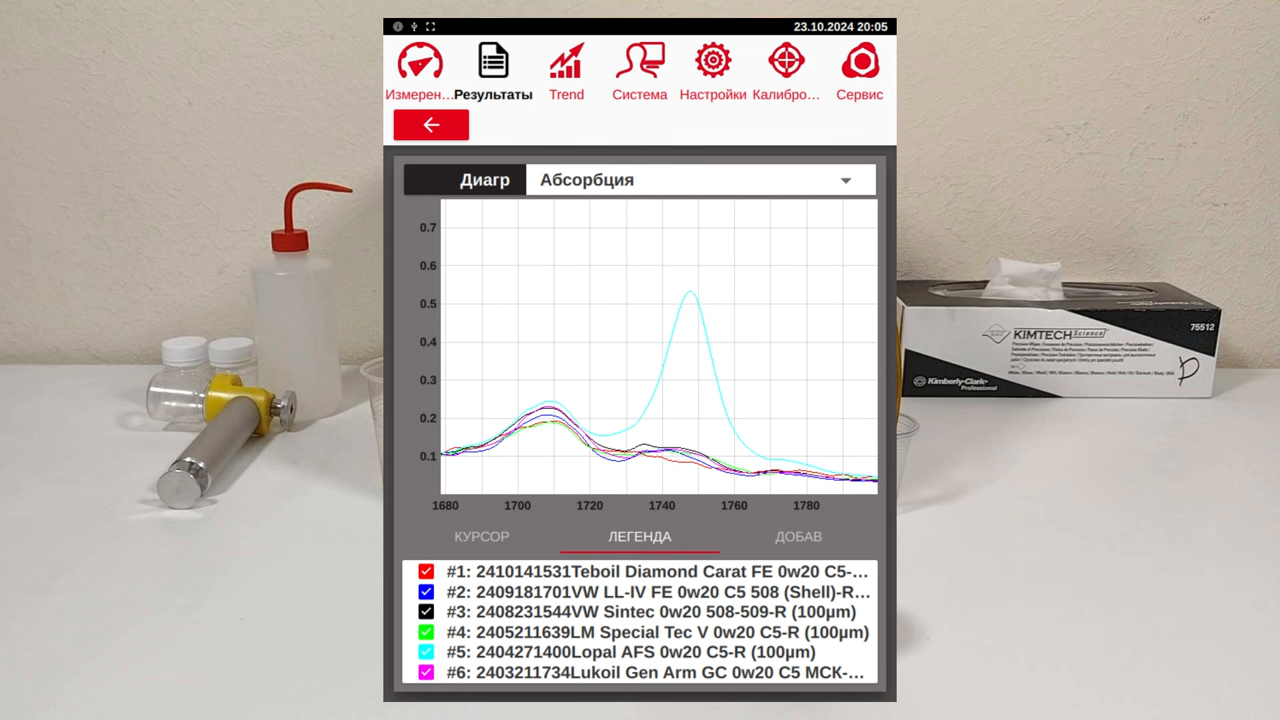 23.10.2024 20:05
Измерен... Результаты Trend Система Настройки Калибро... Сервис
Диагр Абсорбция
0.7
0.6
0.5
0.4
0.3
0.2
0.1
1680 1700 1720 1740 1760 1780
КУРСОР ЛЕГЕНДА ДОБАВ
#1: 2410141531Teboil Diamond Carat FE 0w20 C5-...
#2: 2409181701VW LL-IV FE 0w20 C5 508 (Shell)-R...
#3: 2408231544VW Sintec 0w20 508-509-R (100µm)
#4: 2405211639LM Special Tec V 0w20 C5-R (100µm)
#5: 2404271400Lopal AFS 0w20 C5-R (100µm)
#6: 2403211734Lukoil Gen Arm GC 0w20 C5 МСК-...
75512
KIMTECH Science
Kimberly-Clark
Professional